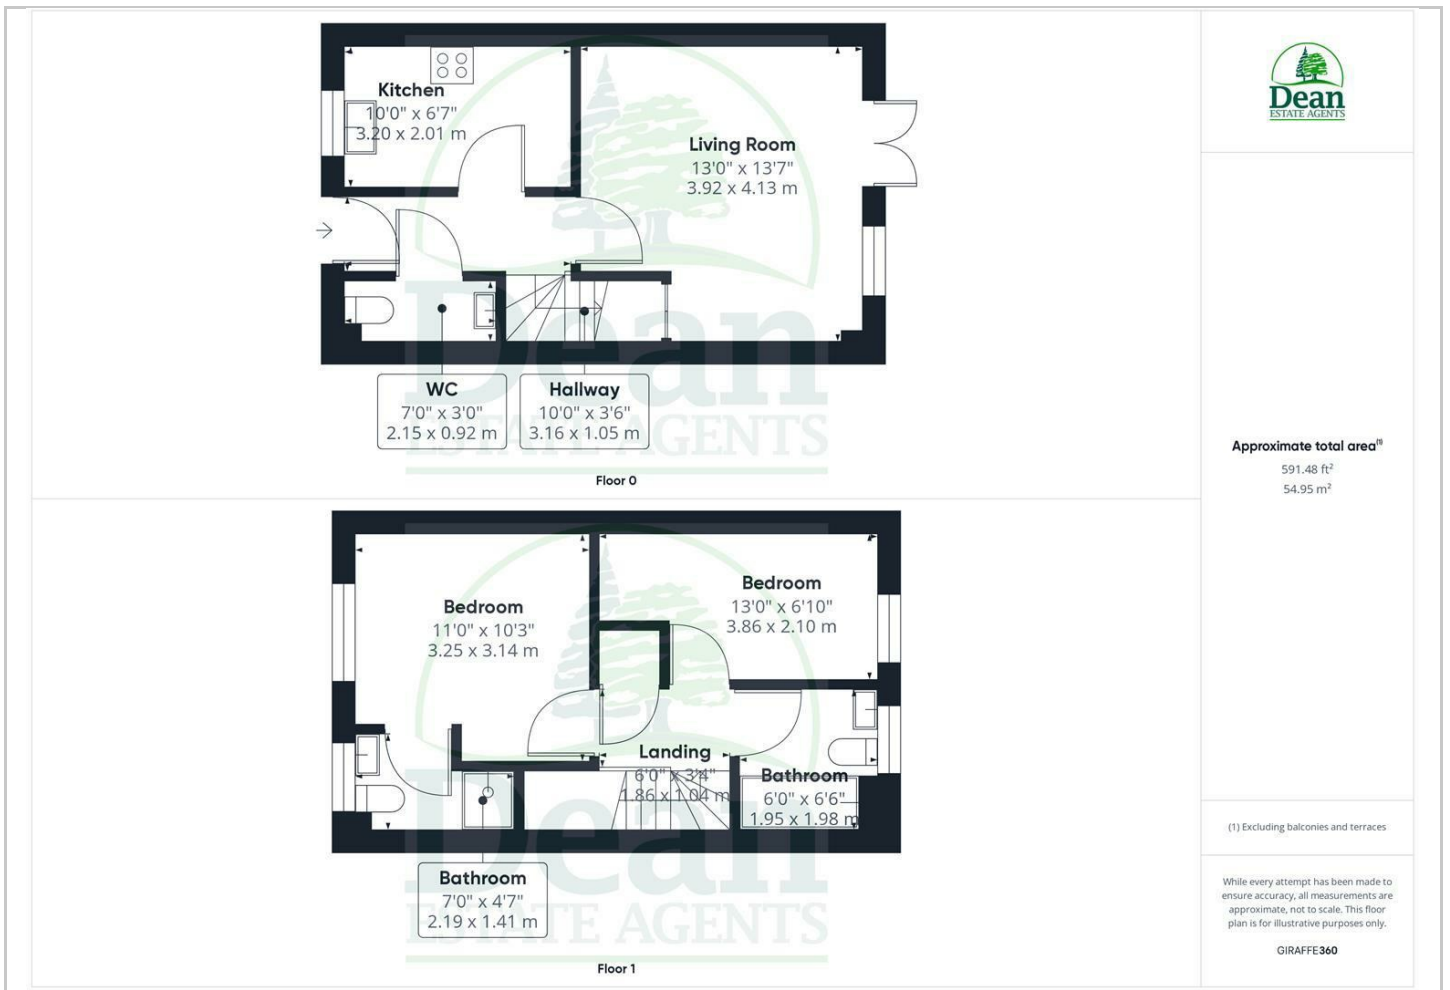 Kitchen
10'0" x 6'7"
3.20 x 2.01 m
Living Room
13'0" x 13'7"
3.92 x 4.13 m
WC
7'0" x 3'0"
2.15 x 0.92 m
Hallway
10'0" x 3'6"
3.16 x 1.05 m
Dean
ESTATE AGENTS
Floor 0
Bedroom
11'0" x 10'3"
3.25 x 3.14 m
Bedroom
13'0" x 6'10"
3.86 x 2.10 m
Landing
6'0" x 3'4"
1.86 x 1.04 m
Bathroom
6'0" x 6'6"
1.95 x 1.98 m
Bathroom
7'0" x 4'7"
2.19 x 1.41 m
Dean
ESTATE AGENTS
Floor 1
Dean
ESTATE AGENTS
Approximate total area(1)
591.48 ft²
54.95 m²
(1) Excluding balconies and terraces
While every attempt has been made to
ensure accuracy, all measurements are
approximate, not to scale. This floor
plan is for illustrative purposes only.
GIRAFFE360